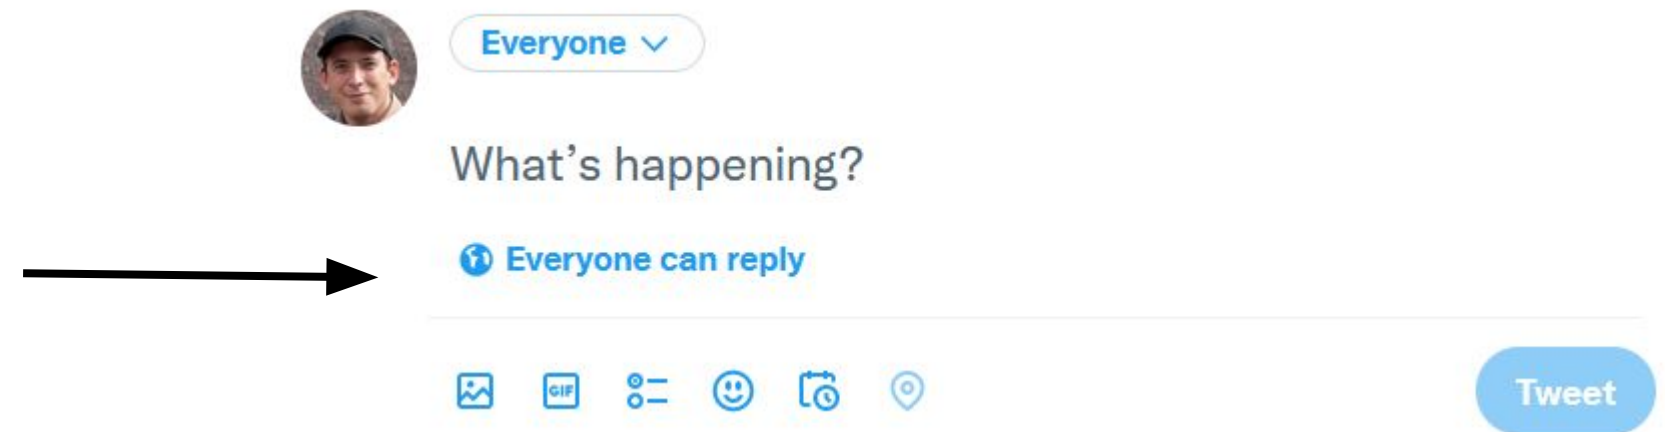 Everyone
What's happening?
Everyone can reply
GIF
Tweet